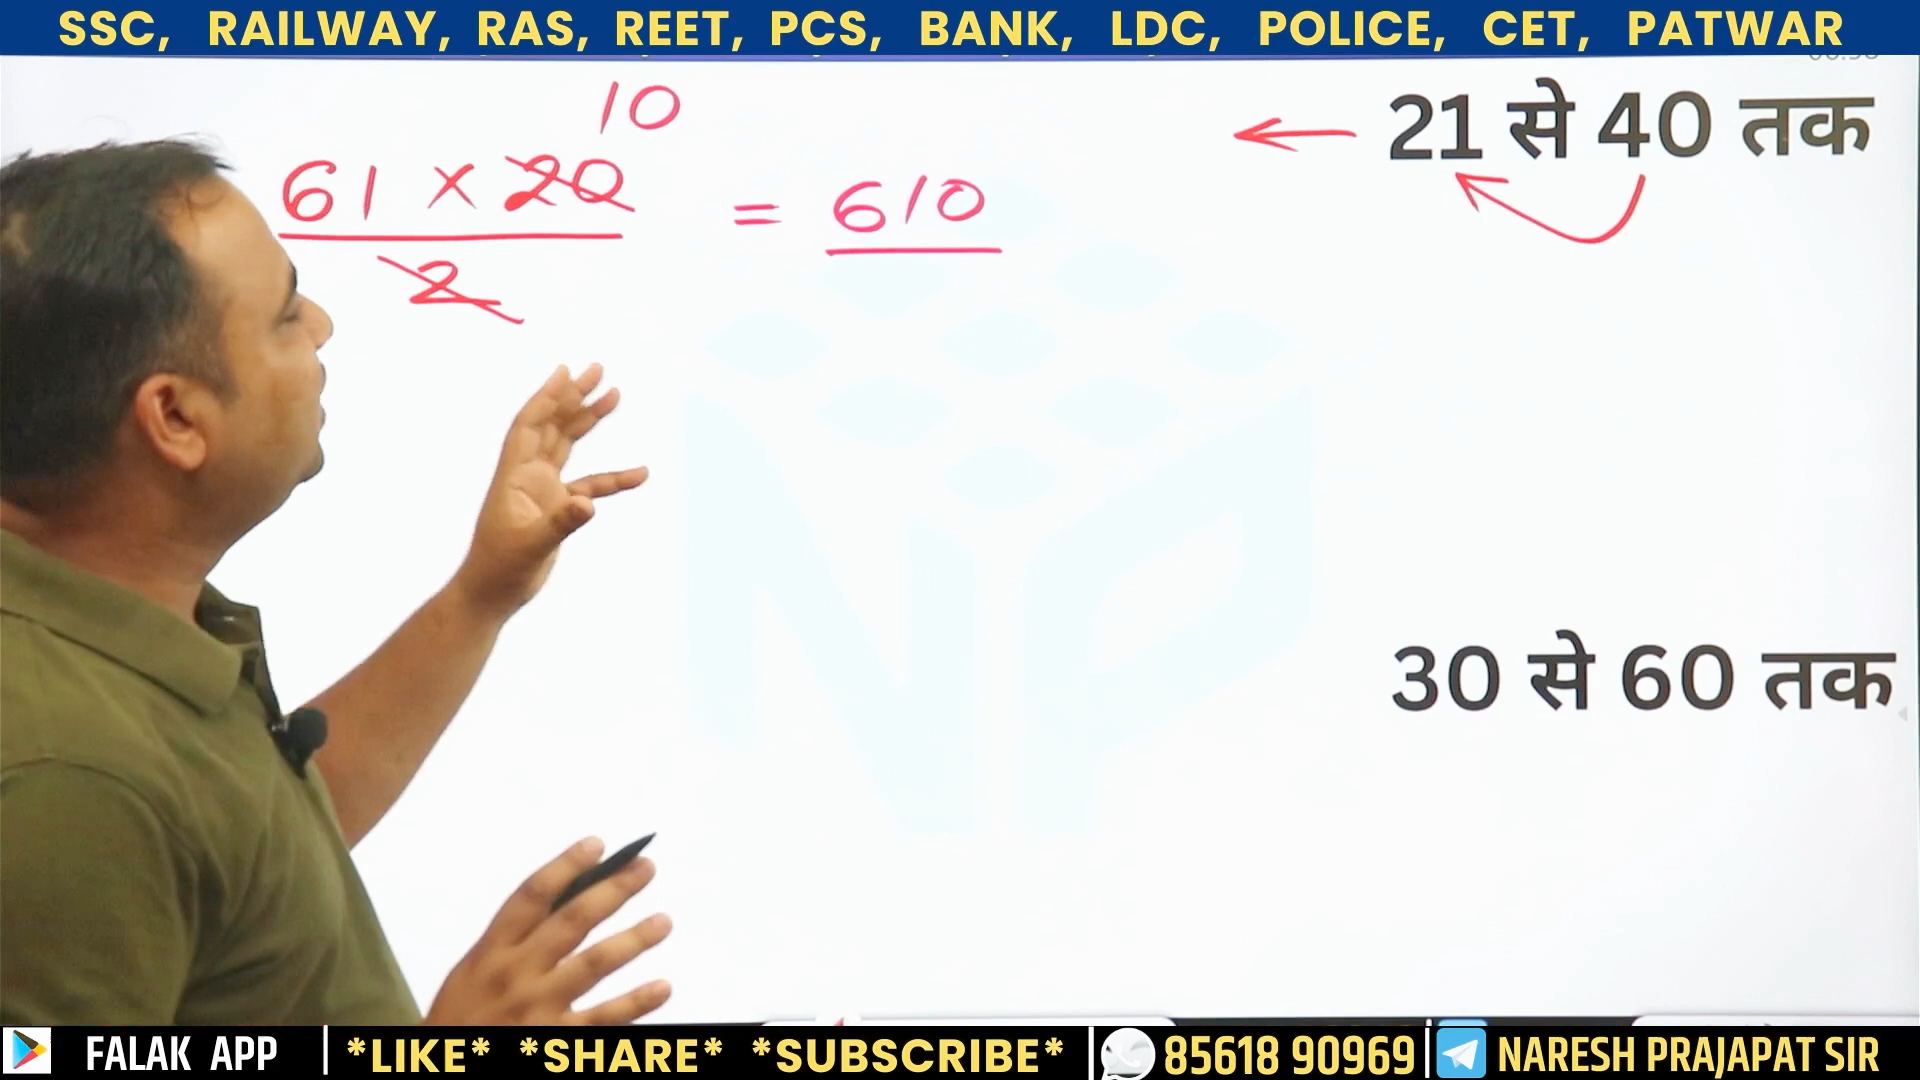 SSC, RAILWAY, RAS, REET, PCS, BANK, LDC, POLICE, CET, PATWAR
10
61 × 20
2
= 610
21 से 40 तक
30 से 60 तक
NP
FALAK APP | *LIKE* *SHARE* *SUBSCRIBE* | 85618 90969 | NARESH PRAJAPAT SIR